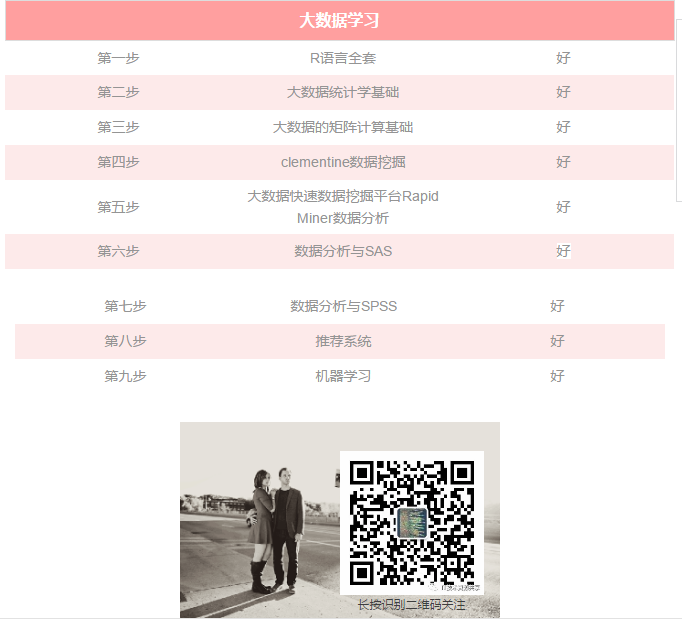 大数据学习
第一步 R语言全套 好
第二步 大数据统计学基础 好
第三步 大数据的矩阵计算基础 好
第四步 clementine数据挖掘 好
第五步 大数据快速数据挖掘平台Rapid
Miner数据分析 好
第六步 数据分析与SAS 好
第七步 数据分析与SPSS 好
第八步 推荐系统 好
第九步 机器学习 好
长按识别二维码关注